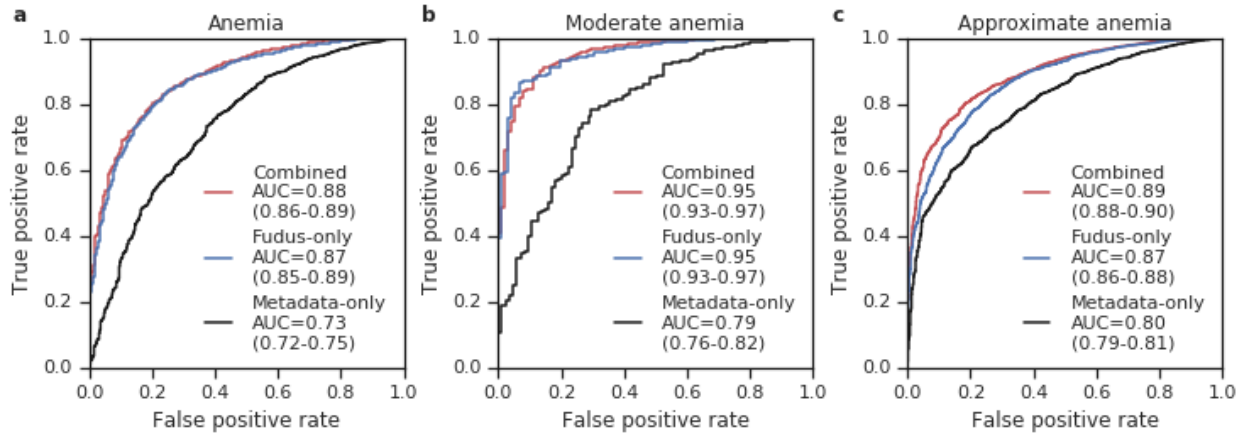 a
Anemia
True positive rate
1.0
0.8
0.6
0.4
0.2
0.0
Combined
AUC=0.88
(0.86-0.89)
Fudus-only
AUC=0.87
(0.85-0.89)
Metadata-only
AUC=0.73
(0.72-0.75)
0.0 0.2 0.4 0.6 0.8 1.0
False positive rate
b
Moderate anemia
True positive rate
1.0
0.8
0.6
0.4
0.2
0.0
Combined
AUC=0.95
(0.93-0.97)
Fudus-only
AUC=0.95
(0.93-0.97)
Metadata-only
AUC=0.79
(0.76-0.82)
0.0 0.2 0.4 0.6 0.8 1.0
False positive rate
c
Approximate anemia
True positive rate
1.0
0.8
0.6
0.4
0.2
0.0
Combined
AUC=0.89
(0.88-0.90)
Fudus-only
AUC=0.87
(0.86-0.88)
Metadata-only
AUC=0.80
(0.79-0.81)
0.0 0.2 0.4 0.6 0.8 1.0
False positive rate